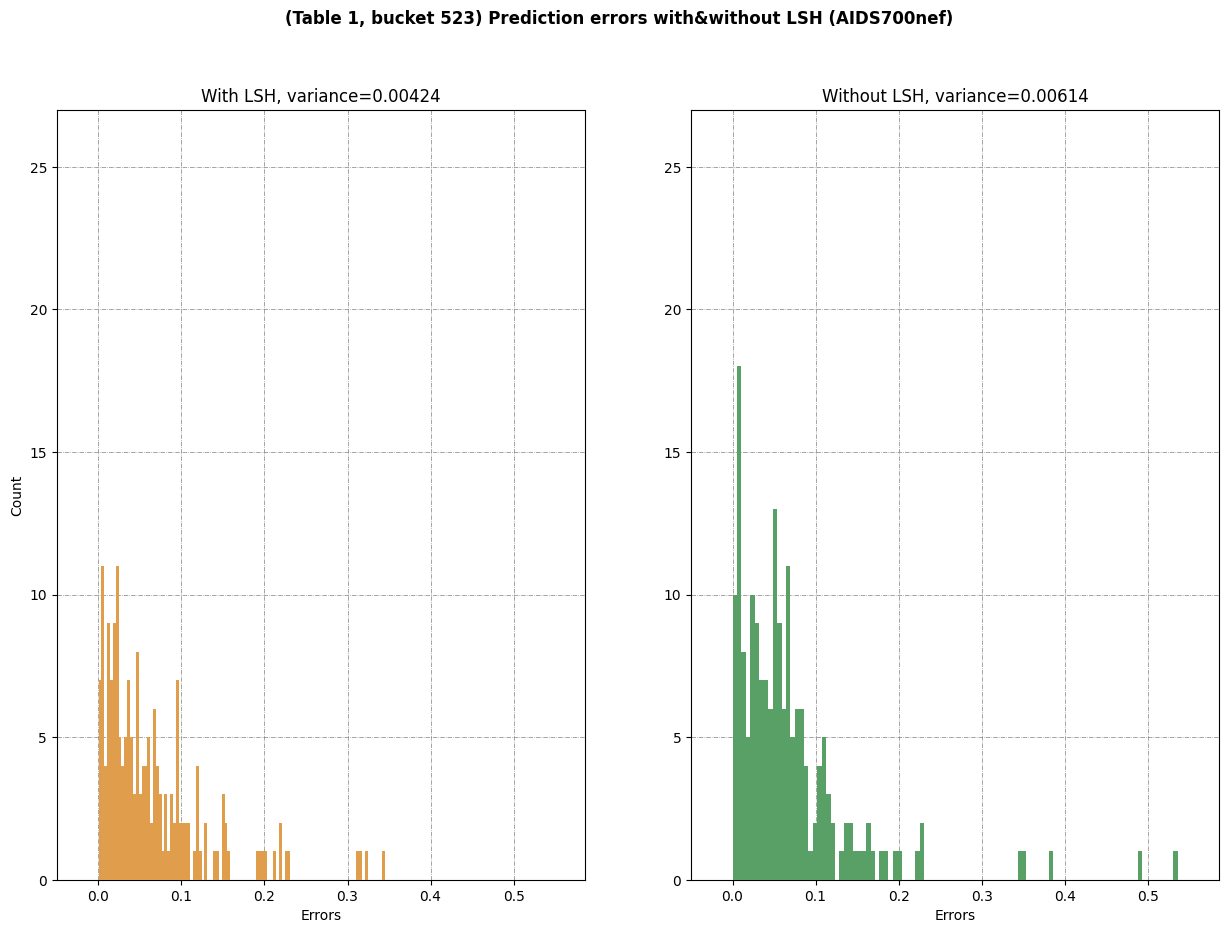 (Table 1, bucket 523) Prediction errors with&without LSH (AIDS700nef)
With LSH, variance=0.00424
25
20
15
10
5
0
Count
0.0 0.1 0.2 0.3 0.4 0.5
Errors
Without LSH, variance=0.00614
25
20
15
10
5
0
0.0 0.1 0.2 0.3 0.4 0.5
Errors